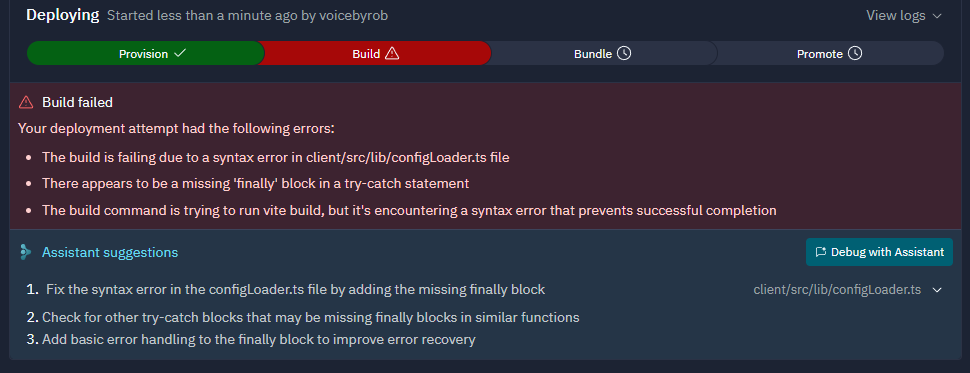 Deploying Started less than a minute ago by voicebyrob View logs
Provision Build Bundle Promote
Build failed
Your deployment attempt had the following errors:
• The build is failing due to a syntax error in client/src/lib/configLoader.ts file
• There appears to be a missing 'finally' block in a try-catch statement
• The build command is trying to run vite build, but it's encountering a syntax error that prevents successful completion
Assistant suggestions Debug with Assistant
1. Fix the syntax error in the configLoader.ts file by adding the missing finally block client/src/lib/configLoader.ts
2. Check for other try-catch blocks that may be missing finally blocks in similar functions
3. Add basic error handling to the finally block to improve error recovery